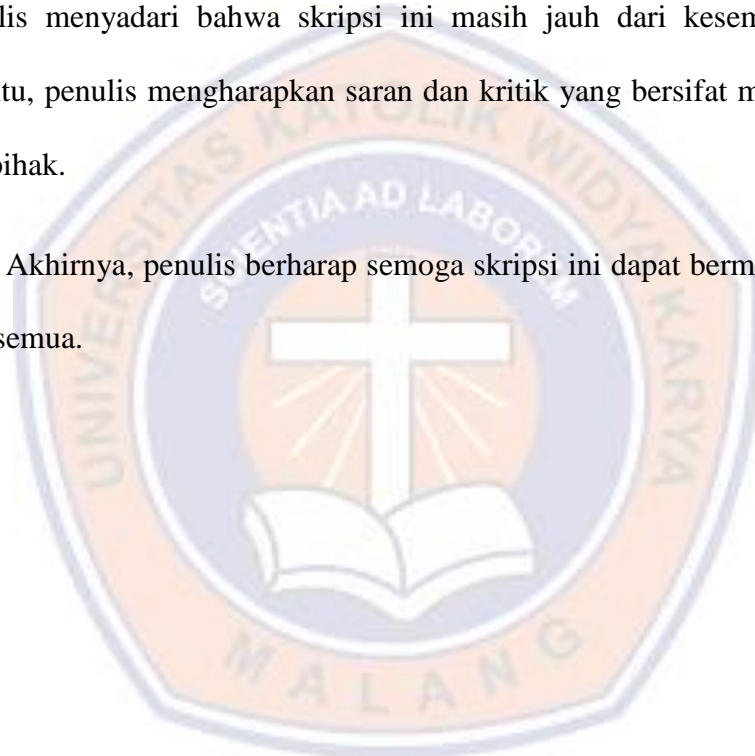 lis menyadari bahwa skripsi ini masih jauh dari kesem
tu, penulis mengharapkan saran dan kritik yang bersifat m
pihak.
Akhirnya, penulis berharap semoga skripsi ini dapat berm
semua.
UNIVERSITAS KATOLIK WIDYA KARYA
SCIENTIA AD LABOREM
MALANG